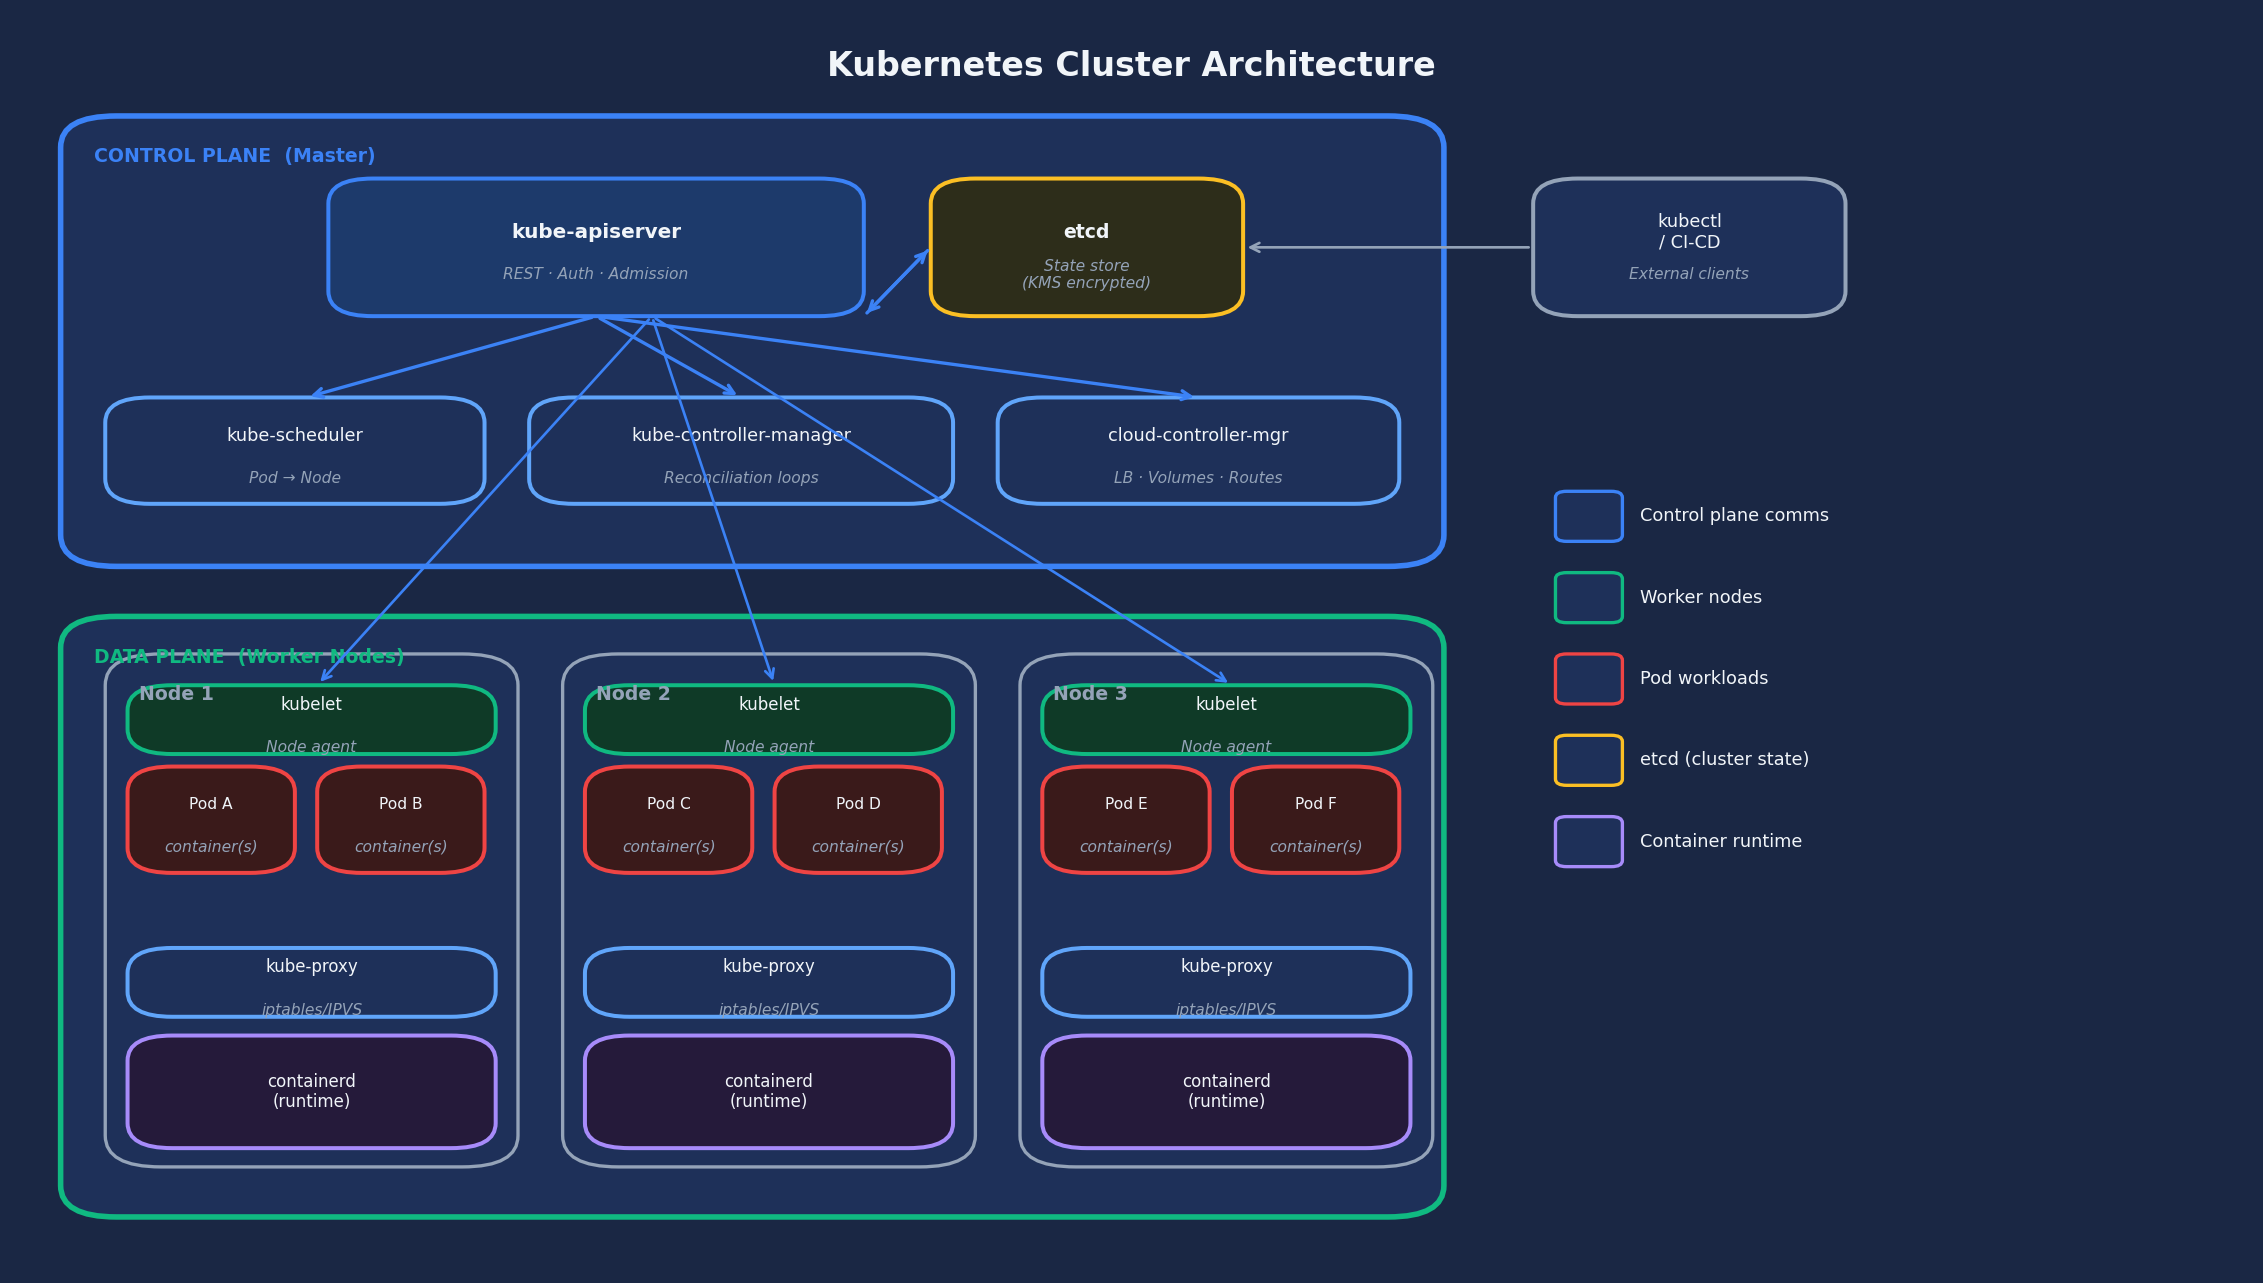 Kubernetes Cluster Architecture
CONTROL PLANE  (Master)
kube-apiserver
REST · Auth · Admission
etcd
State store
(KMS encrypted)
kubectl
/ CI-CD
External clients
kube-scheduler
Pod → Node
kube-controller-manager
Reconciliation loops
cloud-controller-mgr
LB · Volumes · Routes
Control plane comms
Worker nodes
Pod workloads
etcd (cluster state)
Container runtime
DATA PLANE  (Worker Nodes)
Node 1
kubelet
Node agent
Pod A
container(s)
Pod B
container(s)
kube-proxy
iptables/IPVS
containerd
(runtime)
Node 2
kubelet
Node agent
Pod C
container(s)
Pod D
container(s)
kube-proxy
iptables/IPVS
containerd
(runtime)
Node 3
kubelet
Node agent
Pod E
container(s)
Pod F
container(s)
kube-proxy
iptables/IPVS
containerd
(runtime)